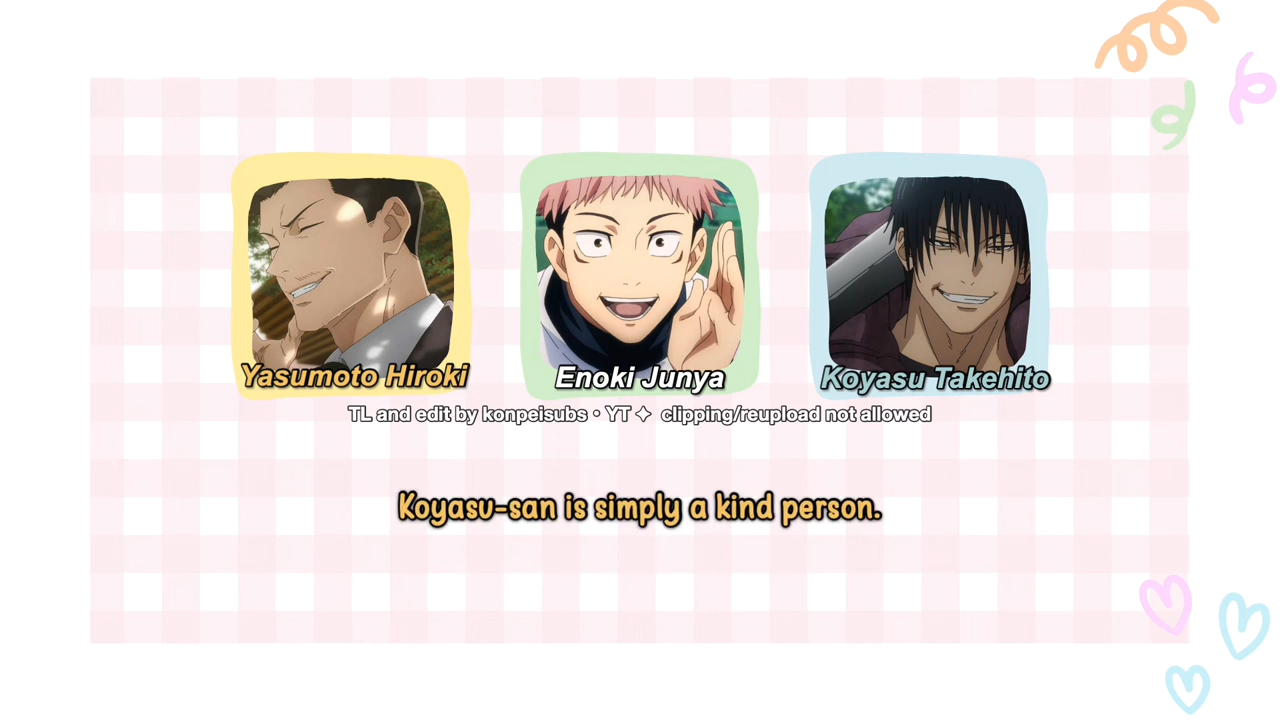 Yasumoto Hiroki
Enoki Junya
Koyasu Takehito
TL and edit by konpeisubs • YT ✦ clipping/reupload not allowed
Koyasu-san is simply a kind person.